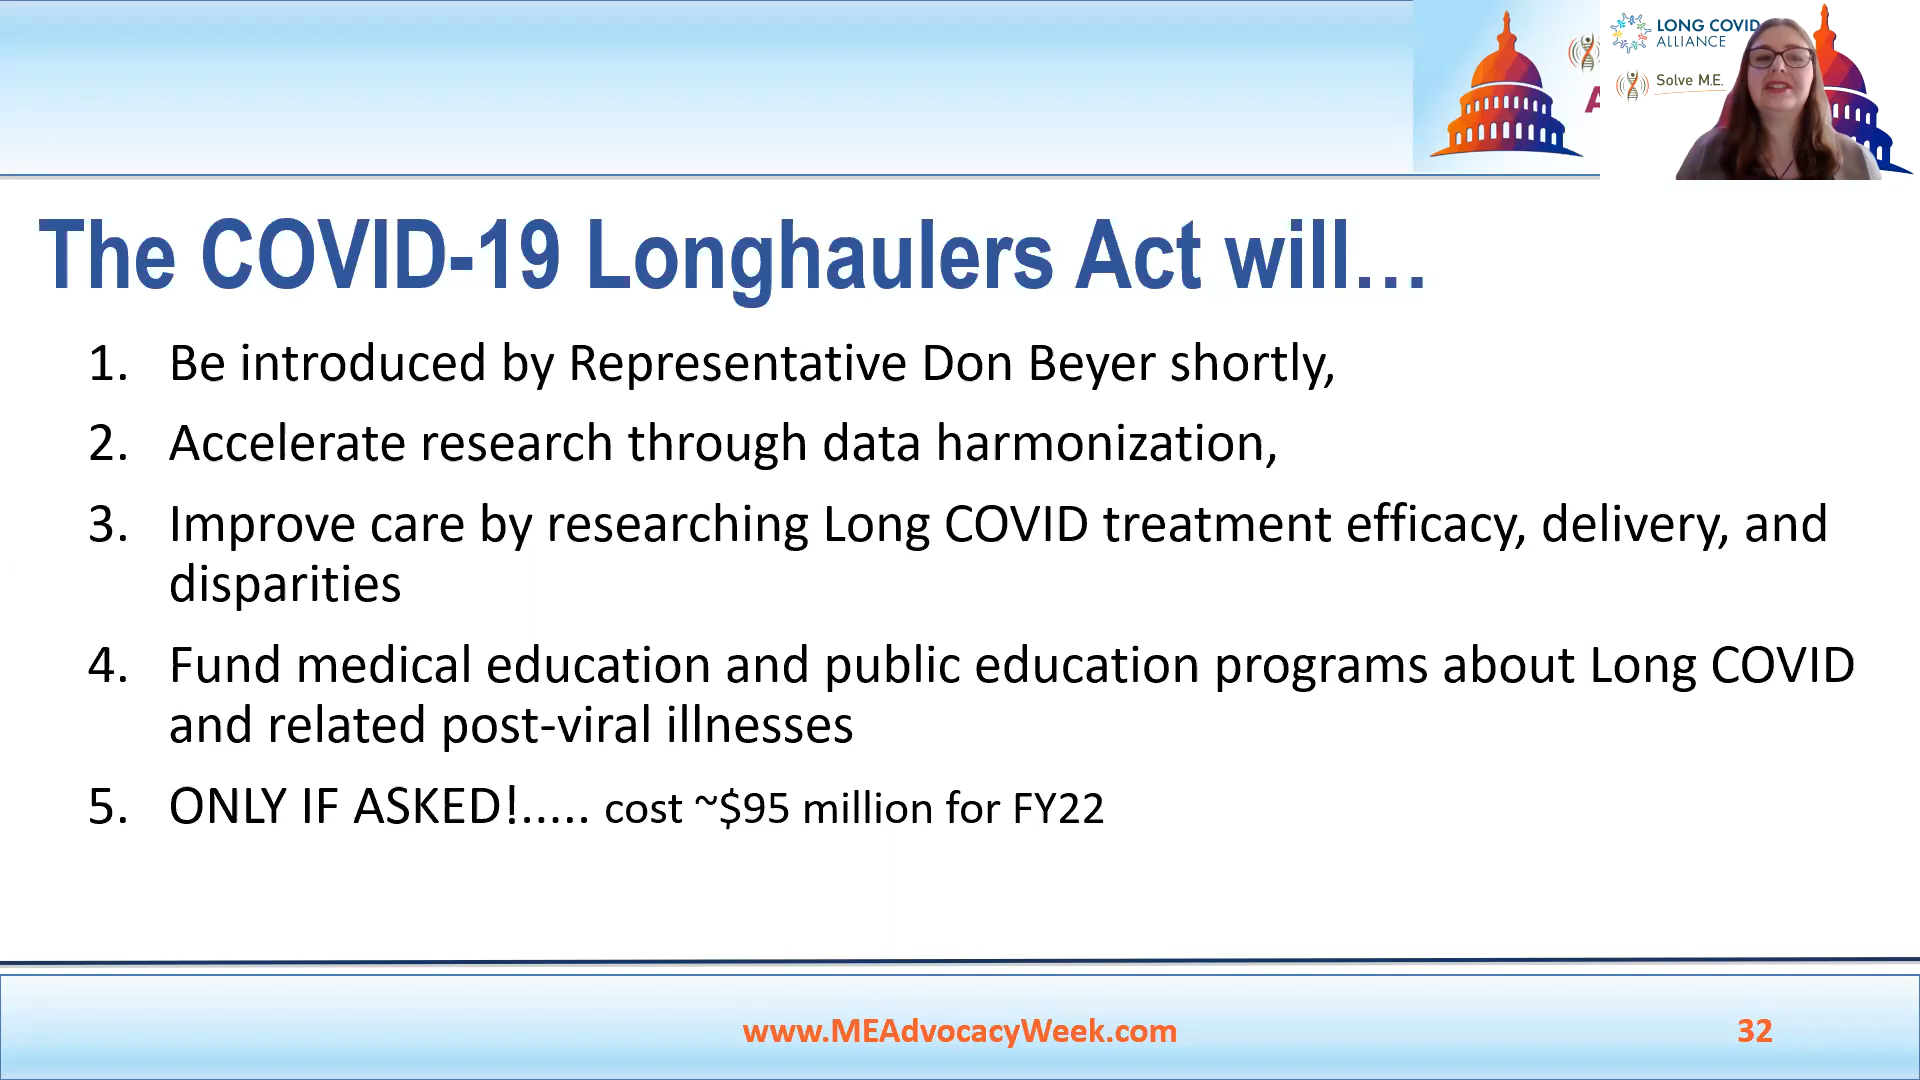 LONG COVID
ALLIANCE
Solve M.E.
A
The COVID-19 Longhaulers Act will…
1. Be introduced by Representative Don Beyer shortly,
2. Accelerate research through data harmonization,
3. Improve care by researching Long COVID treatment efficacy, delivery, and
disparities
4. Fund medical education and public education programs about Long COVID
and related post-viral illnesses
5. ONLY IF ASKED!..... cost ~$95 million for FY22
www.MEAdvocacyWeek.com
32